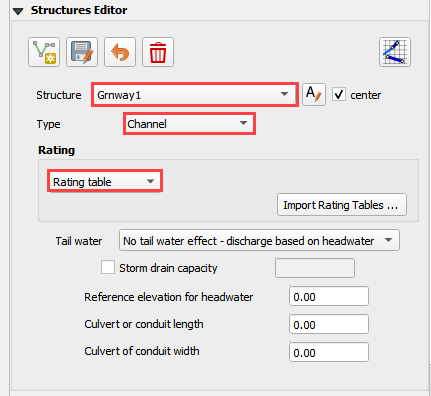 Structures Editor
Structure Grnway1 A center
Type Channel
Rating
Rating table
Import Rating Tables ...
Tail water No tail water effect - discharge based on headwater
Storm drain capacity
Reference elevation for headwater 0.00
Culvert or conduit length 0.00
Culvert of conduit width 0.00